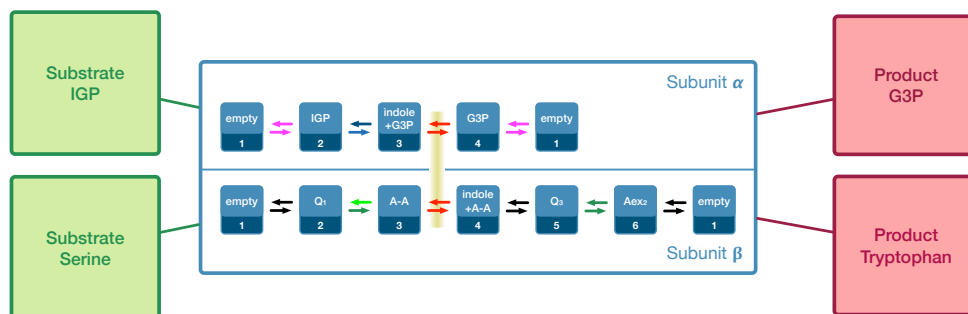 Substrate
IGP
Product
G3P
Subunit α
empty
1
IGP
2
indole
+G3P
3
G3P
4
empty
1
Substrate
Serine
Product
Tryptophan
empty
1
Q₁
2
A-A
3
indole
+A-A
4
Q₃
5
Aex₂
6
empty
1
Subunit β